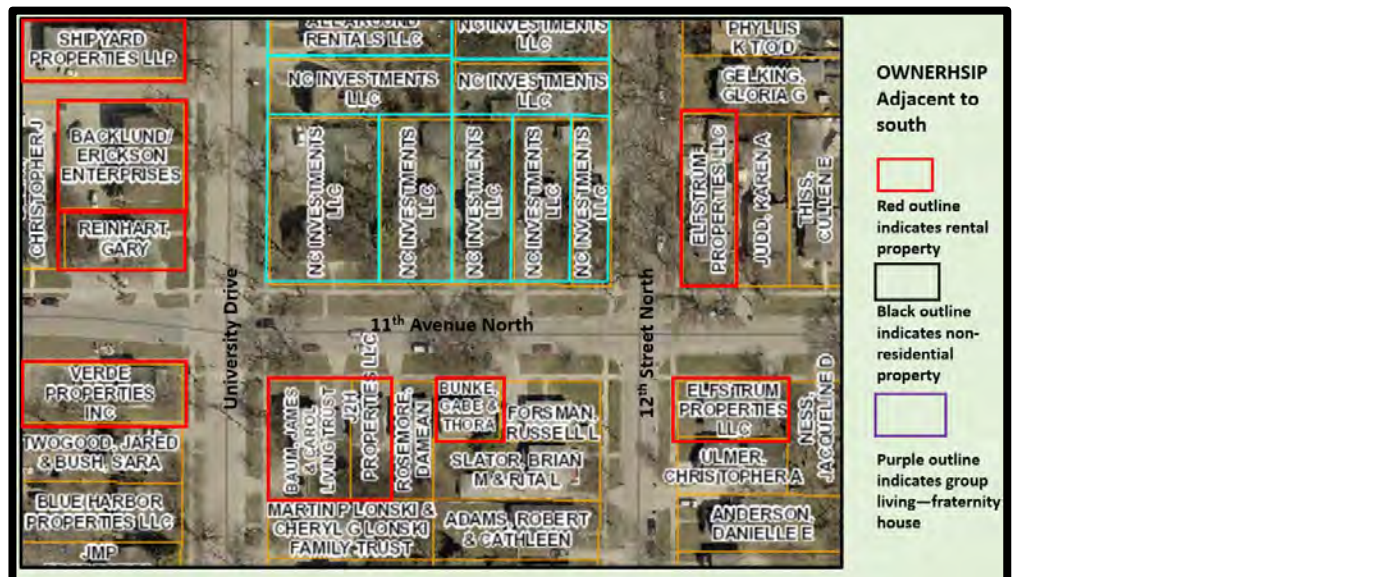 SHIPYARD
PROPERTIES LLP
CHRISTOPHER J
BACKLUND/
ERICKSON
ENTERPRISES
REINHART,
GARY
ALL AROUND
RENTALS LLC
NC INVESTMENTS
LLC
NC INVESTMENTS
LLC
NC INVESTMENTS
LLC
NC INVESTMENTS
LLC
NC INVESTMENTS
LLC
NC INVESTMENTS
LLC
NC INVESTMENTS
LLC
NC INVESTMENTS
LLC
PHYLLIS
K T/O/D
GELKING,
GLORIA G
ELFSTRUM
PROPERTIES LLC
JUDD, KAREN A
THISS,
CULLEN E
University Drive
11th Avenue North
12th Street North
VERDE
PROPERTIES
INC
TWOGOOD, JARED
& BUSH, SARA
BLUE HARBOR
PROPERTIES LLC
JMP
BAUM, JAMES
& CAROL
LIVING TRUST
J2H
PROPERTIES LLC
ROSEMORE,
DAMEAN
BUNKE,
GABE &
THORA
FORSMAN,
RUSSELL L
SLATOR, BRIAN
M & RITA L
MARTIN P LONSKI &
CHERYL G LONSKI
FAMILY TRUST
ADAMS, ROBERT
& CATHLEEN
ELFSTRUM
PROPERTIES
LLC
NESS,
JACQUELINE D
ULMER,
CHRISTOPHER A
ANDERSON,
DANIELLE E
OWNERHSIP
Adjacent to
south
Red outline
indicates rental
property
Black outline
indicates non-
residential
property
Purple outline
indicates group
living—fraternity
house